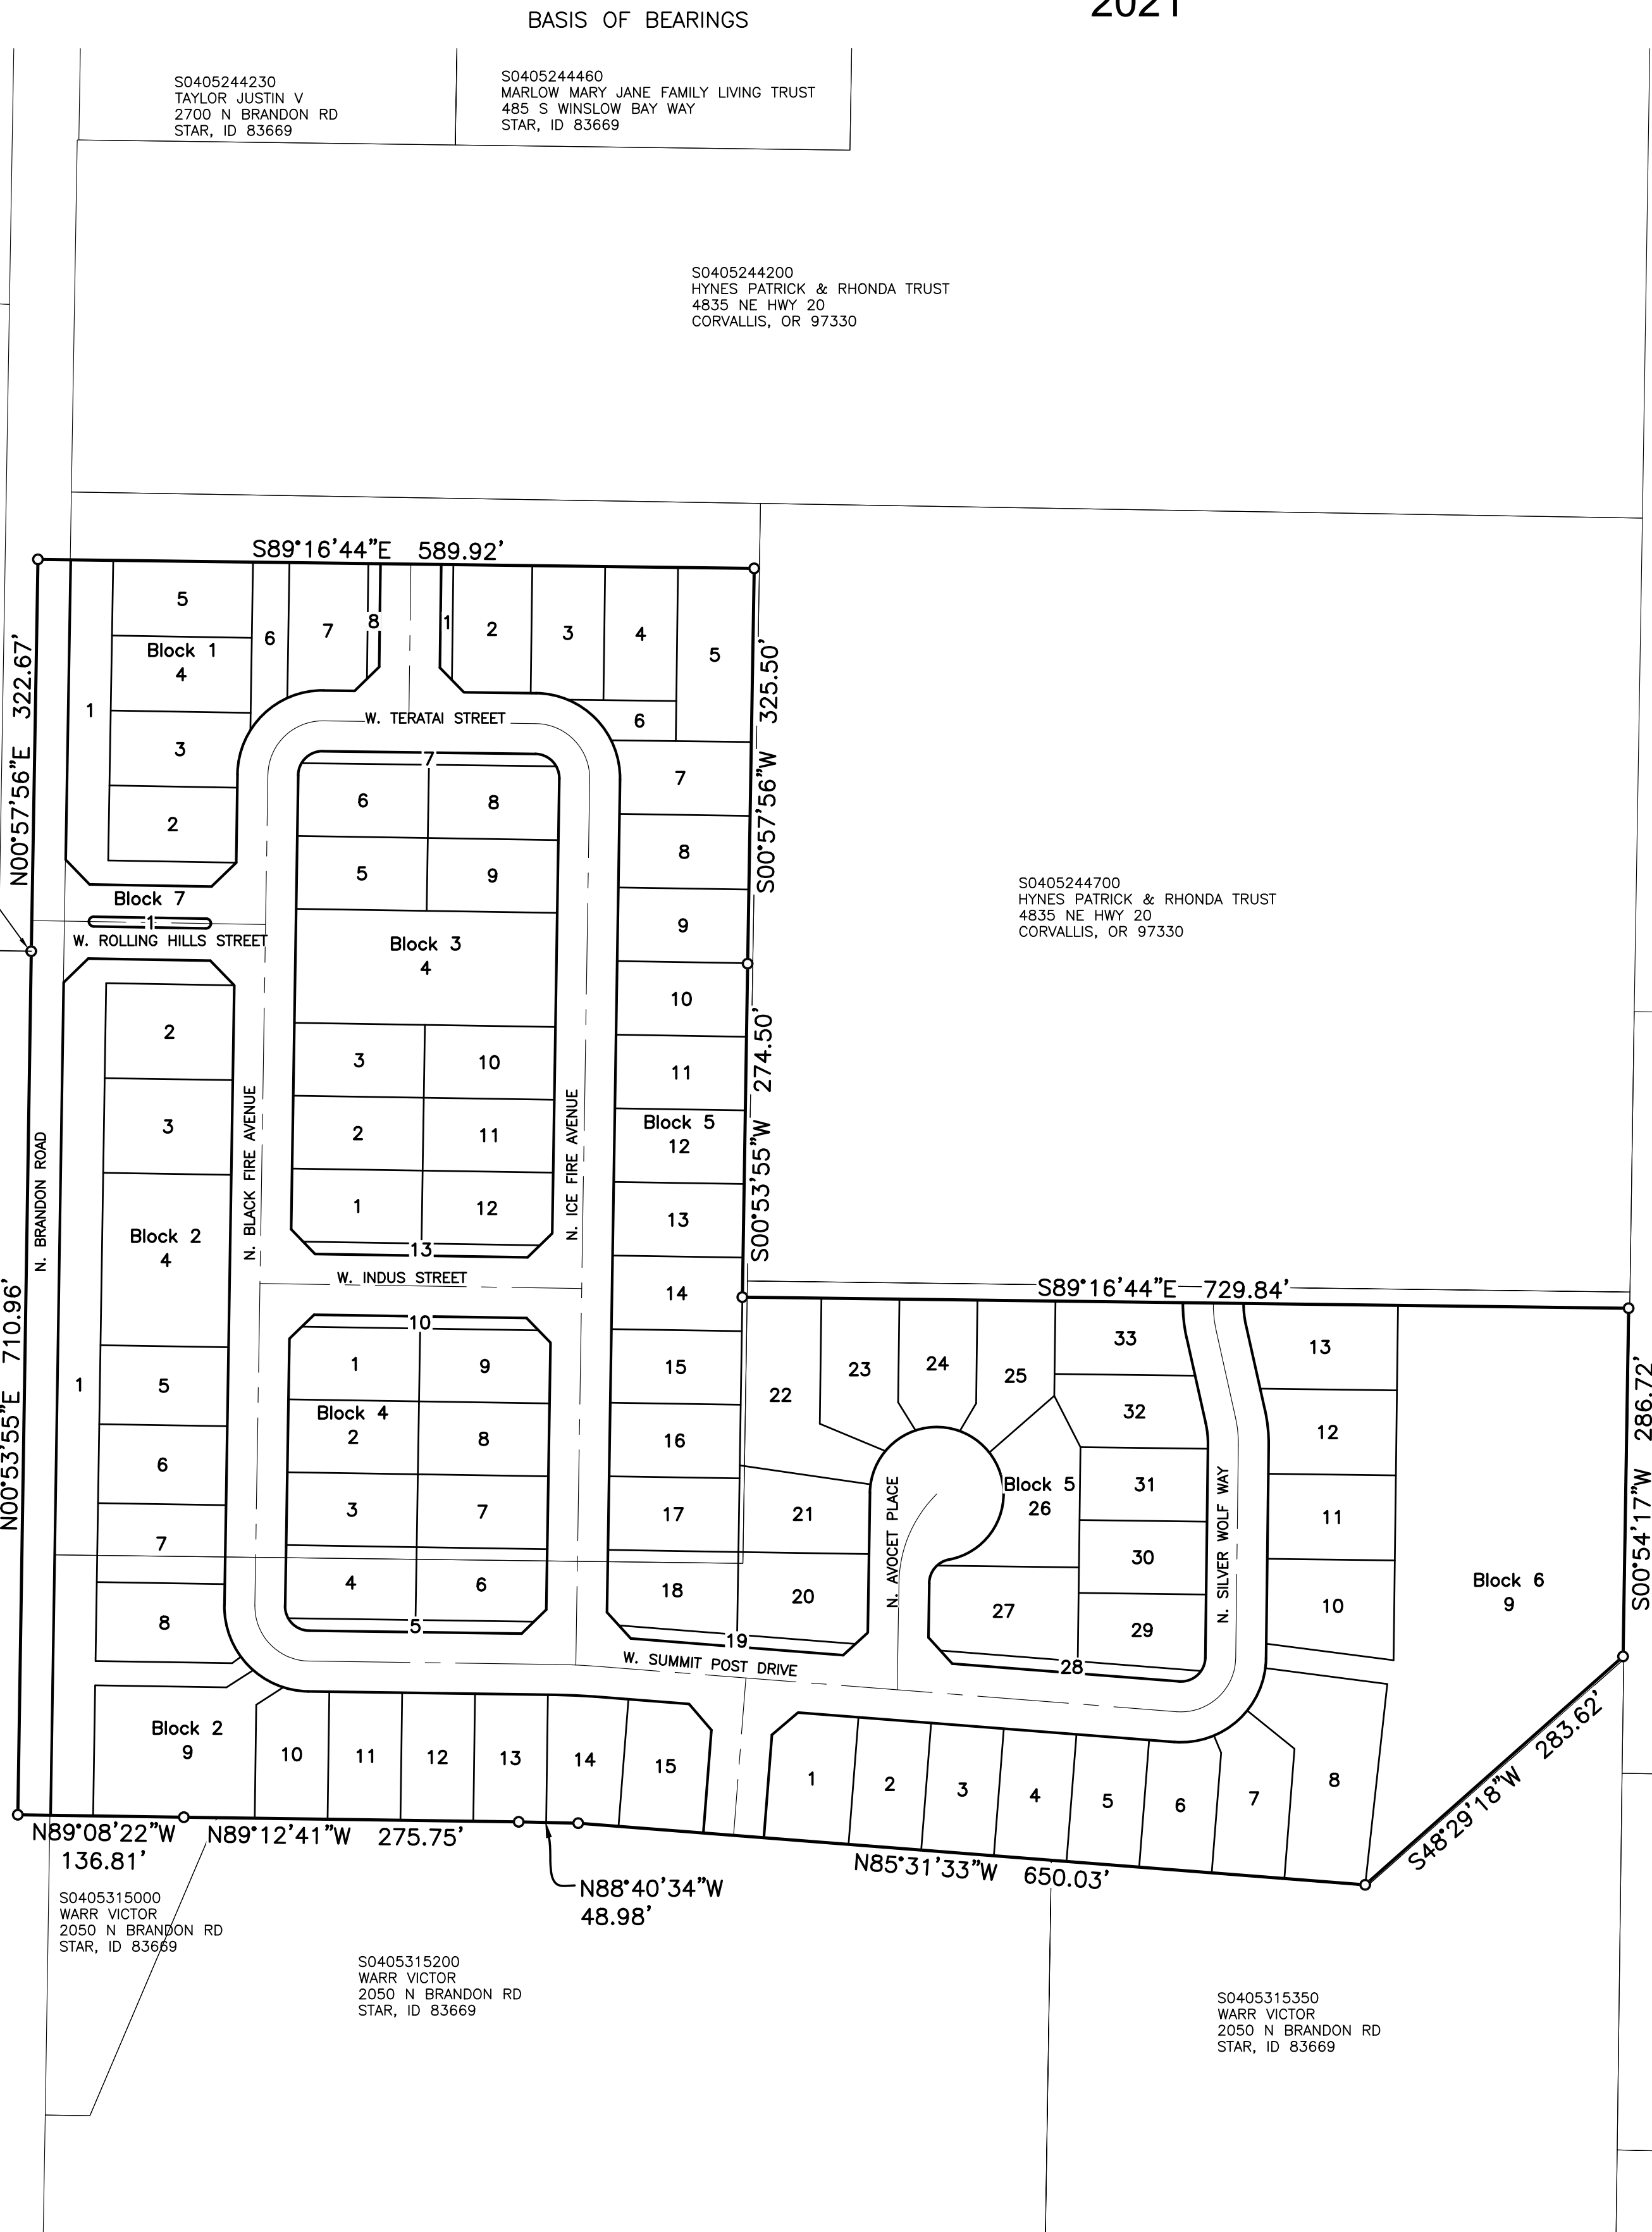 2021
BASIS OF BEARINGS
S0405244230
TAYLOR JUSTIN V
2700 N BRANDON RD
STAR, ID 83669
S0405244460
MARLOW MARY JANE FAMILY LIVING TRUST
485 S WINSLOW BAY WAY
STAR, ID 83669
S0405244200
HYNES PATRICK & RHONDA TRUST
4835 NE HWY 20
CORVALLIS, OR 97330
S89°16'44"E 589.92'
N00°57'56"E 322.67'
S00°57'56"W 325.50'
1
5
Block 1
4
3
2
6
7
8
1
2
3
4
5
6
W. TERATAI STREET
7
6
8
5
9
Block 3
4
3
10
2
11
1
12
13
7
8
9
10
11
Block 5
12
13
14
15
16
17
18
Block 7
1
W. ROLLING HILLS STREET
S0405244700
HYNES PATRICK & RHONDA TRUST
4835 NE HWY 20
CORVALLIS, OR 97330
S00°53'55"W 274.50'
N. BRANDON ROAD
N. BLACK FIRE AVENUE
N. ICE FIRE AVENUE
N00°53'55"E 710.96'
1
2
3
Block 2
4
5
6
7
8
W. INDUS STREET
10
1
9
Block 4
2
8
3
7
4
6
5
S89°16'44"E 729.84'
22
23
24
25
21
20
19
N. AVOCET PLACE
Block 5
26
27
28
33
32
31
30
29
N. SILVER WOLF WAY
13
12
11
10
Block 6
9
S00°54'17"W 286.72'
S48°29'18"W 283.62'
W. SUMMIT POST DRIVE
Block 2
9
10
11
12
13
14
15
1
2
3
4
5
6
7
8
N89°08'22"W
136.81'
N89°12'41"W 275.75'
N88°40'34"W
48.98'
N85°31'33"W 650.03'
S0405315000
WARR VICTOR
2050 N BRANDON RD
STAR, ID 83669
S0405315200
WARR VICTOR
2050 N BRANDON RD
STAR, ID 83669
S0405315350
WARR VICTOR
2050 N BRANDON RD
STAR, ID 83669